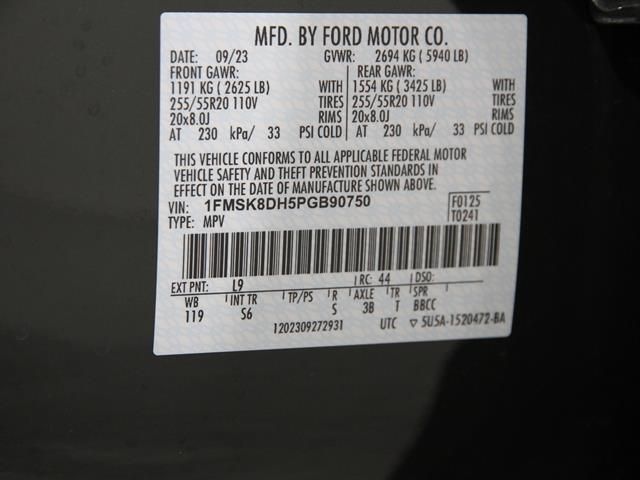 MFD. BY FORD MOTOR CO.
DATE: 09/23 GVWR: 2694 KG ( 5940 LB)
FRONT GAWR: REAR GAWR:
1191 KG ( 2625 LB) WITH 1554 KG ( 3425 LB) WITH
255/55R20 110V TIRES 255/55R20 110V TIRES
20x8.0J RIMS 20x8.0J RIMS
AT 230 kPa/ 33 PSI COLD AT 230 kPa/ 33 PSI COLD
THIS VEHICLE CONFORMS TO ALL APPLICABLE FEDERAL MOTOR
VEHICLE SAFETY AND THEFT PREVENTION STANDARDS IN EFFECT ON
THE DATE OF MANUFACTURE SHOWN ABOVE.
VIN: 1FMSK8DH5PGB90750 F0125
TYPE: MPV T0241
EXT PNT: L9 RC: 44 DSO:
WB INT TR TP/PS R AXLE TR SPR
119 S6 S 3B T BBCC
1202309272931 UTC ▽ 5U5A-1520472-BA